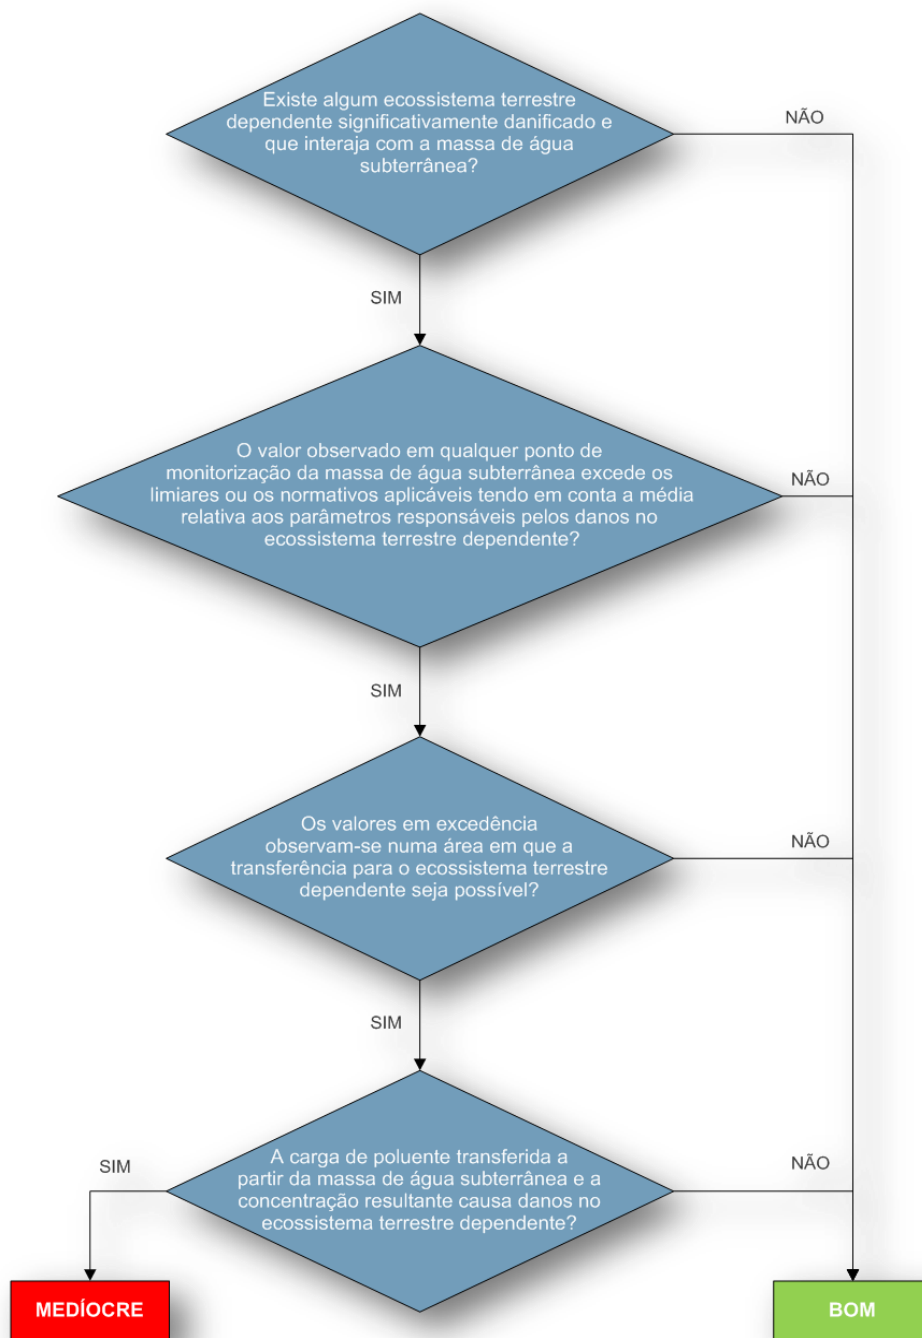 Existe algum ecossistema terrestre
dependente significativamente danificado e
que interaja com a massa de água
subterrânea?
NÃO
SIM
O valor observado em qualquer ponto de
monitorização da massa de água subterrânea excede os
limiares ou os normativos aplicáveis tendo em conta a média
relativa aos parâmetros responsáveis pelos danos no
ecossistema terrestre dependente?
NÃO
SIM
Os valores em excedência
observam-se numa área em que a
transferência para o ecossistema terrestre
dependente seja possível?
NÃO
SIM
A carga de poluente transferida a
partir da massa de água subterrânea e a
concentração resultante causa danos no
ecossistema terrestre dependente?
SIM
NÃO
MEDÍOCRE
BOM